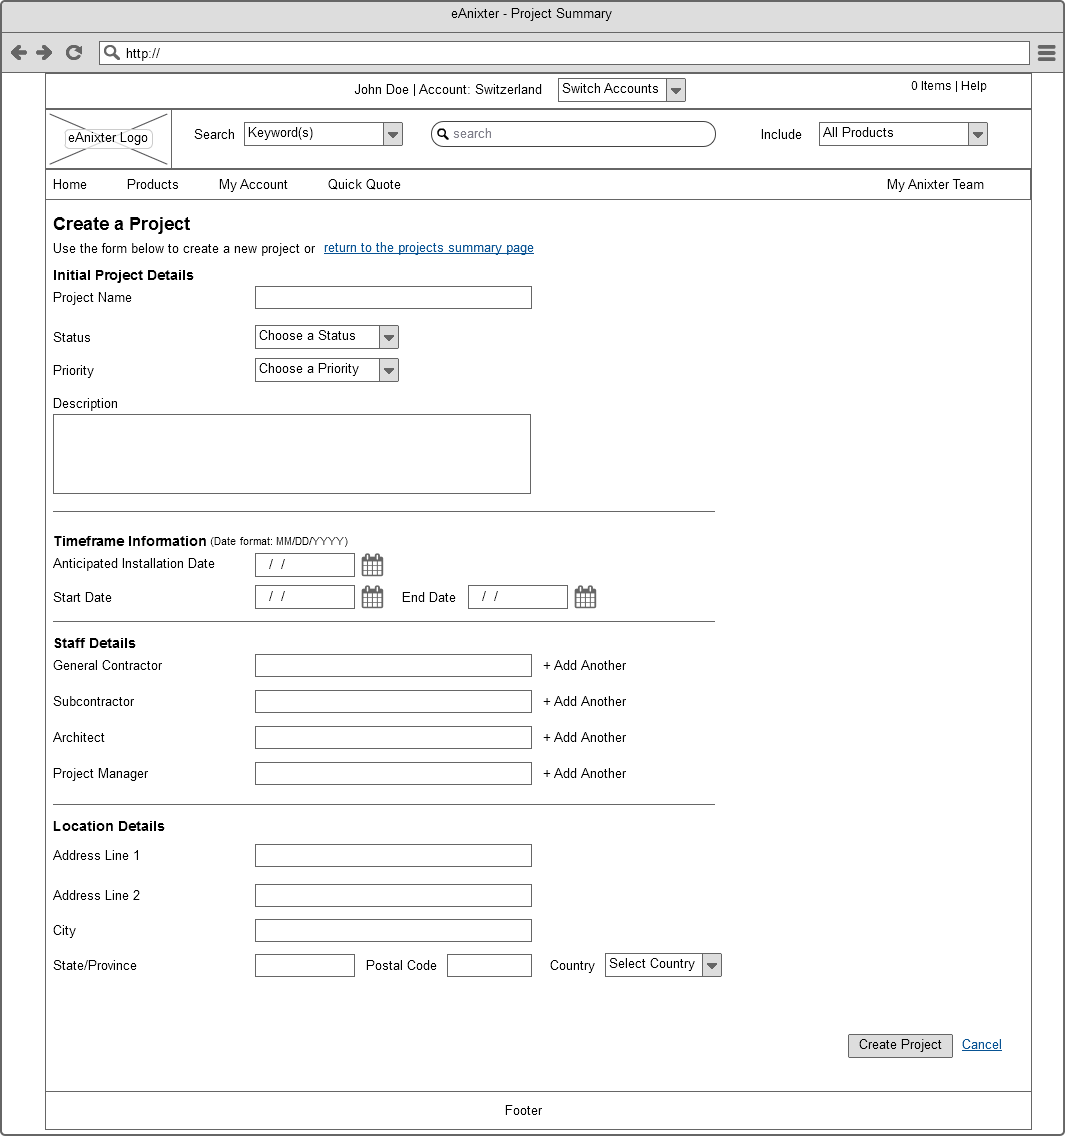 eAnixter - Project Summary
http://
John Doe | Account: Switzerland Switch Accounts 0 Items | Help
eAnixter Logo Search Keyword(s) search Include All Products
Home Products My Account Quick Quote My Anixter Team
Create a Project
Use the form below to create a new project or return to the projects summary page
Initial Project Details
Project Name
Status Choose a Status
Priority Choose a Priority
Description
Timeframe Information (Date format: MM/DD/YYYY)
Anticipated Installation Date / /
Start Date / / End Date / /
Staff Details
General Contractor + Add Another
Subcontractor + Add Another
Architect + Add Another
Project Manager + Add Another
Location Details
Address Line 1
Address Line 2
City
State/Province Postal Code Country Select Country
Create Project Cancel
Footer